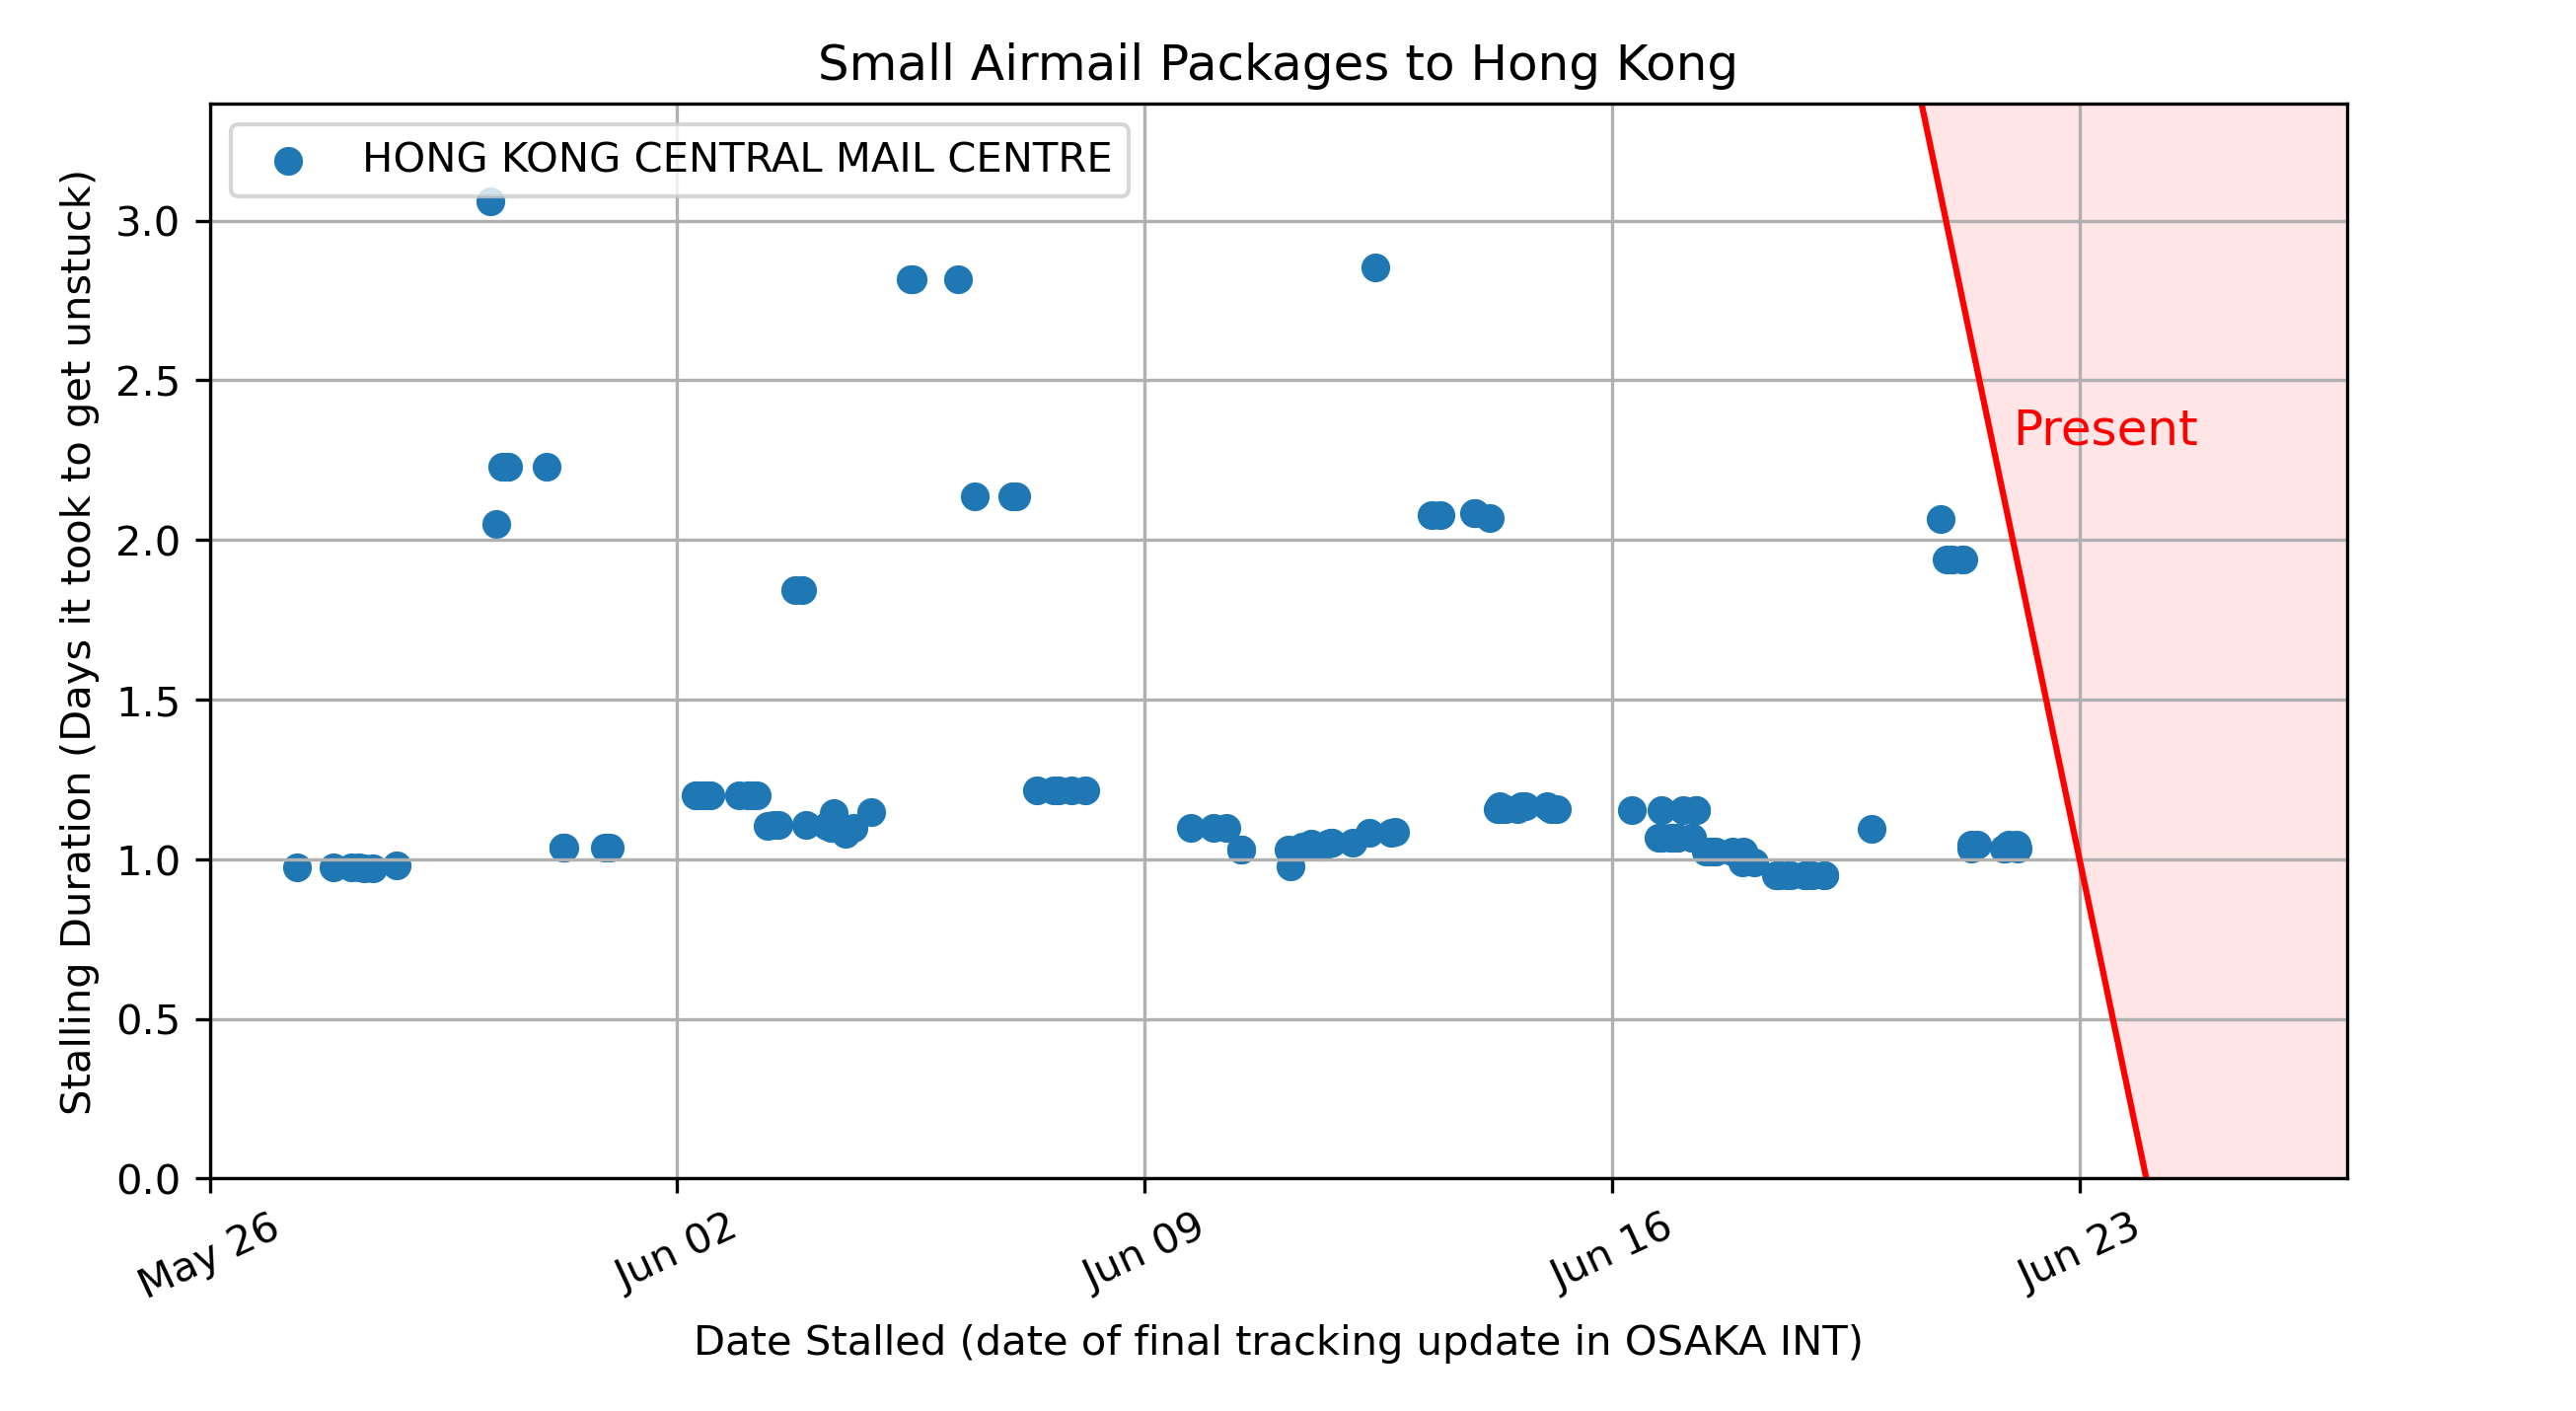 Small Airmail Packages to Hong Kong
HONG KONG CENTRAL MAIL CENTRE
Stalling Duration (Days it took to get unstuck)
3.0
2.5
2.0
1.5
1.0
0.5
0.0
Present
May 26
Jun 02
Jun 09
Jun 16
Jun 23
Date Stalled (date of final tracking update in OSAKA INT)